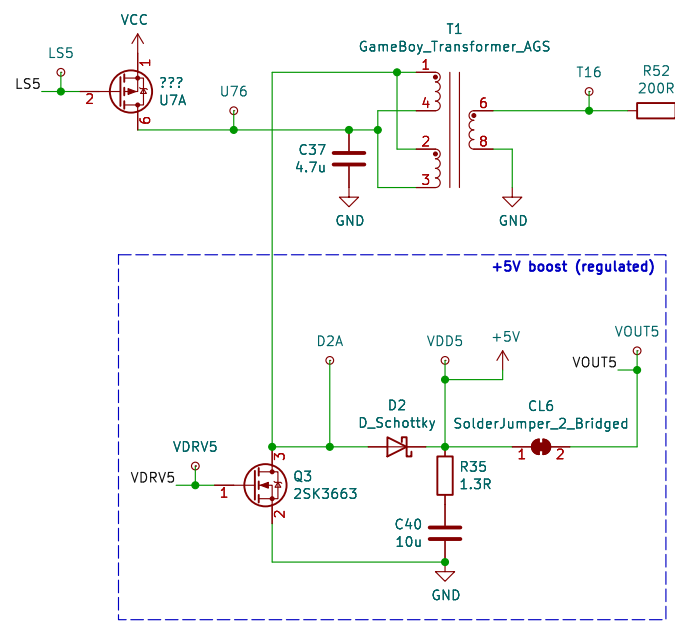 VCC
T1
GameBoy_Transformer_AGS
LS5
LS5
1
2
6
???
U7A
U76
C37
4.7u
GND
1
4
2
3
6
8
T16
R52
200R
GND
+5V boost (regulated)
D2A
VDD5
+5V
VOUT5
VOUT5
D2
D_Schottky
CL6
SolderJumper_2_Bridged
1
2
VDRV5
VDRV5
1
3
2
Q3
2SK3663
R35
1.3R
C40
10u
GND